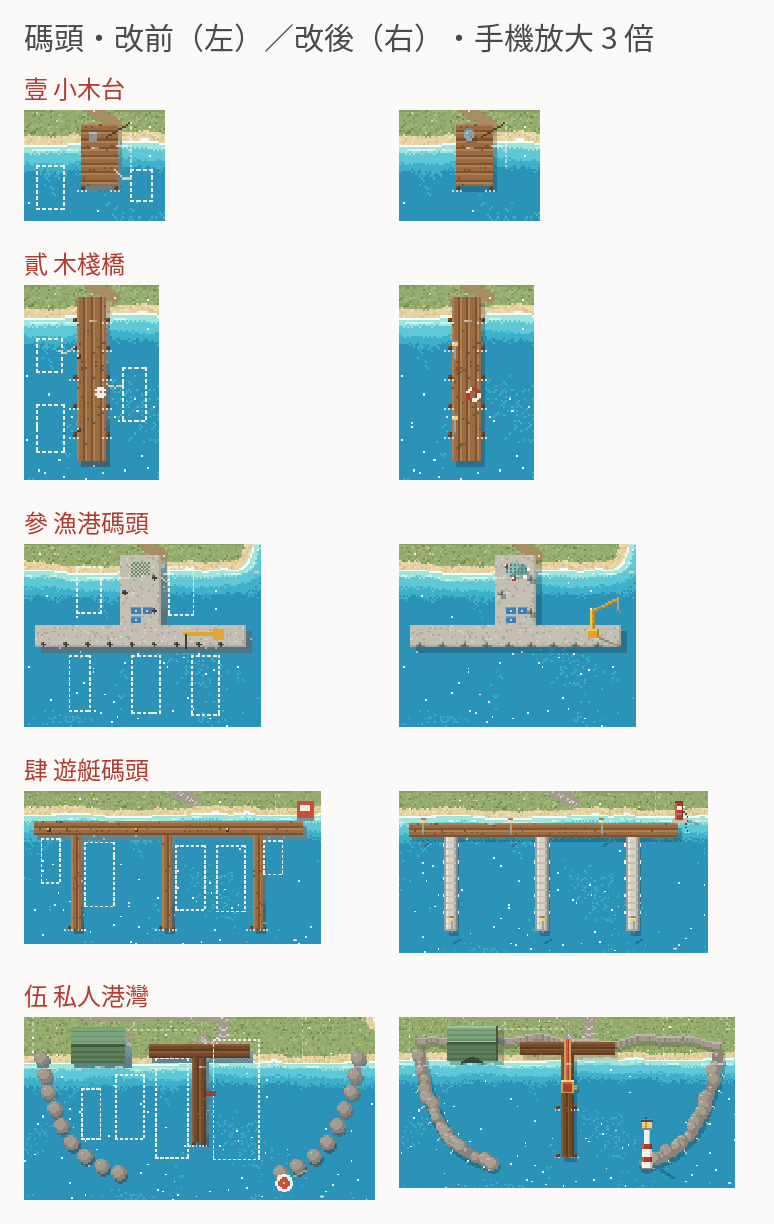 碼頭・改前（左）／改後（右）・手機放大 3 倍
壹 小木台
貳 木棧橋
參 漁港碼頭
肆 遊艇碼頭
伍 私人港灣